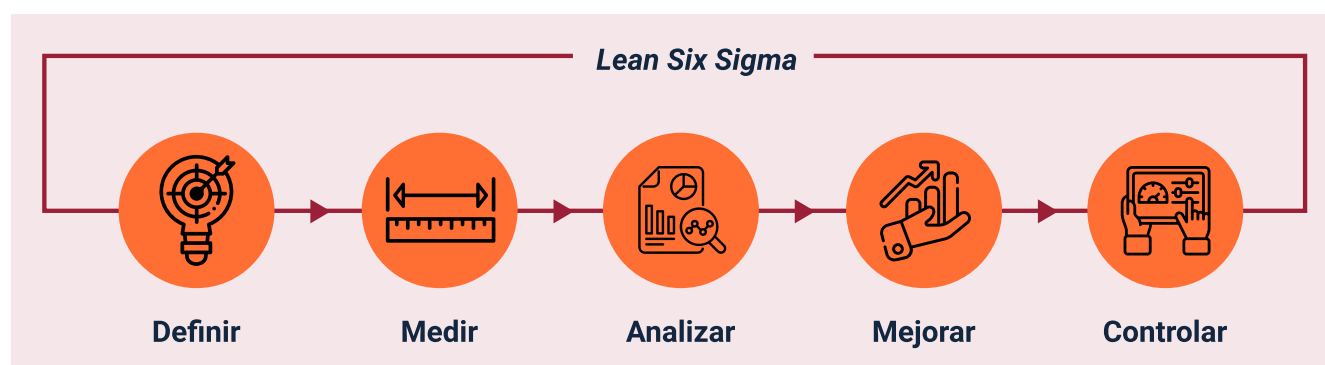 Lean Six Sigma
Definir
Medir
Analizar
Mejorar
Controlar